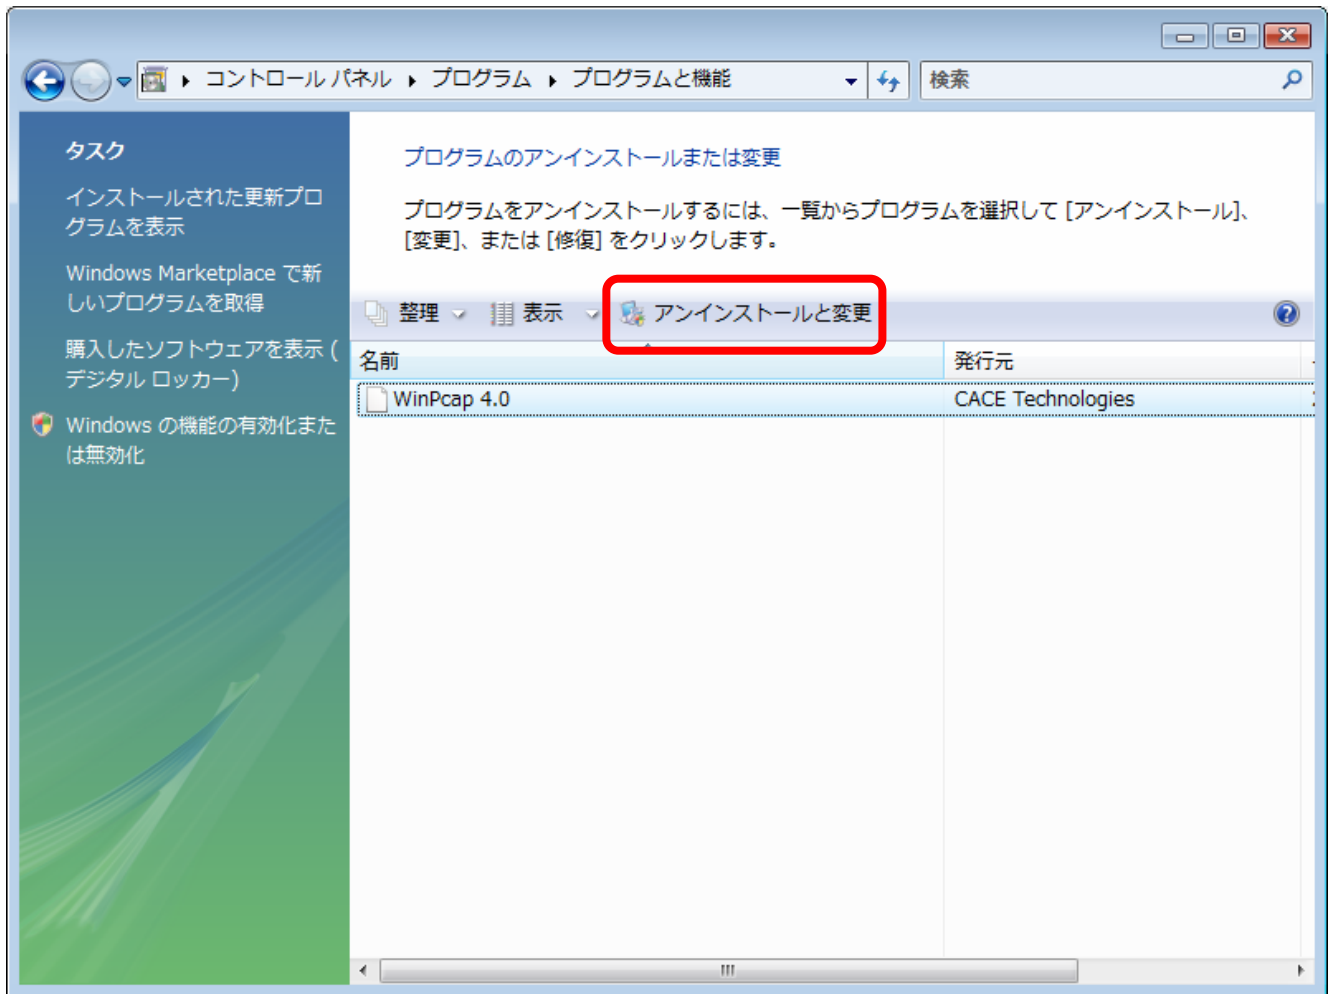 コントロール パネル ▸ プログラム ▸ プログラムと機能
検索
タスク
インストールされた更新プロ
グラムを表示
Windows Marketplace で新
しいプログラムを取得
購入したソフトウェアを表示 (
デジタル ロッカー)
Windows の機能の有効化また
は無効化
プログラムのアンインストールまたは変更
プログラムをアンインストールするには、一覧からプログラムを選択して [アンインストール]、
[変更]、または [修復] をクリックします。
整理 表示 アンインストールと変更
名前 発行元
WinPcap 4.0 CACE Technologies